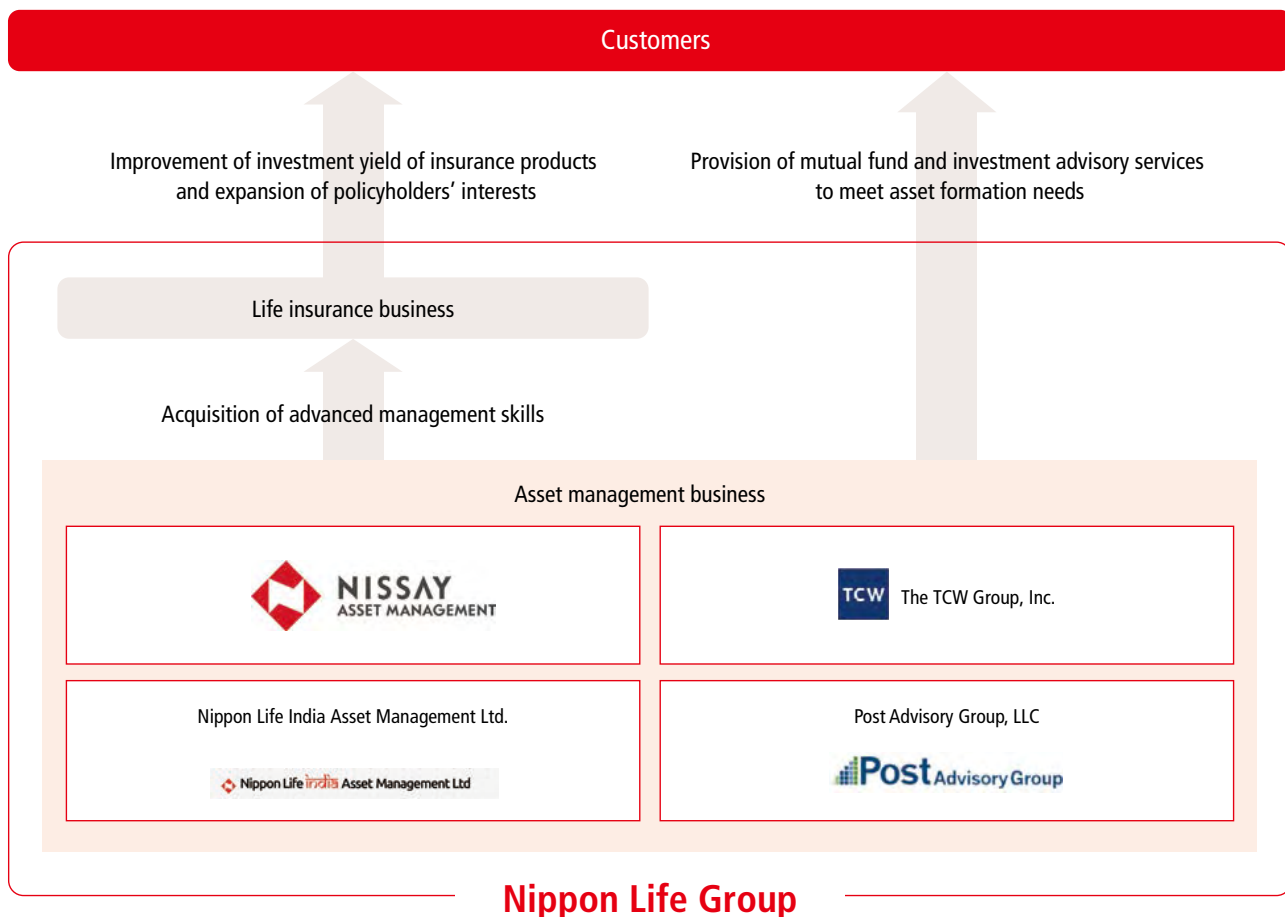 Customers
Improvement of investment yield of insurance products
and expansion of policyholders' interests
Provision of mutual fund and investment advisory services
to meet asset formation needs
Life insurance business
Acquisition of advanced management skills
Asset management business
NISSAY
ASSET MANAGEMENT
TCW
The TCW Group, Inc.
Nippon Life India Asset Management Ltd.
Nippon Life india Asset Management Ltd
Post Advisory Group, LLC
Post Advisory Group
Nippon Life Group